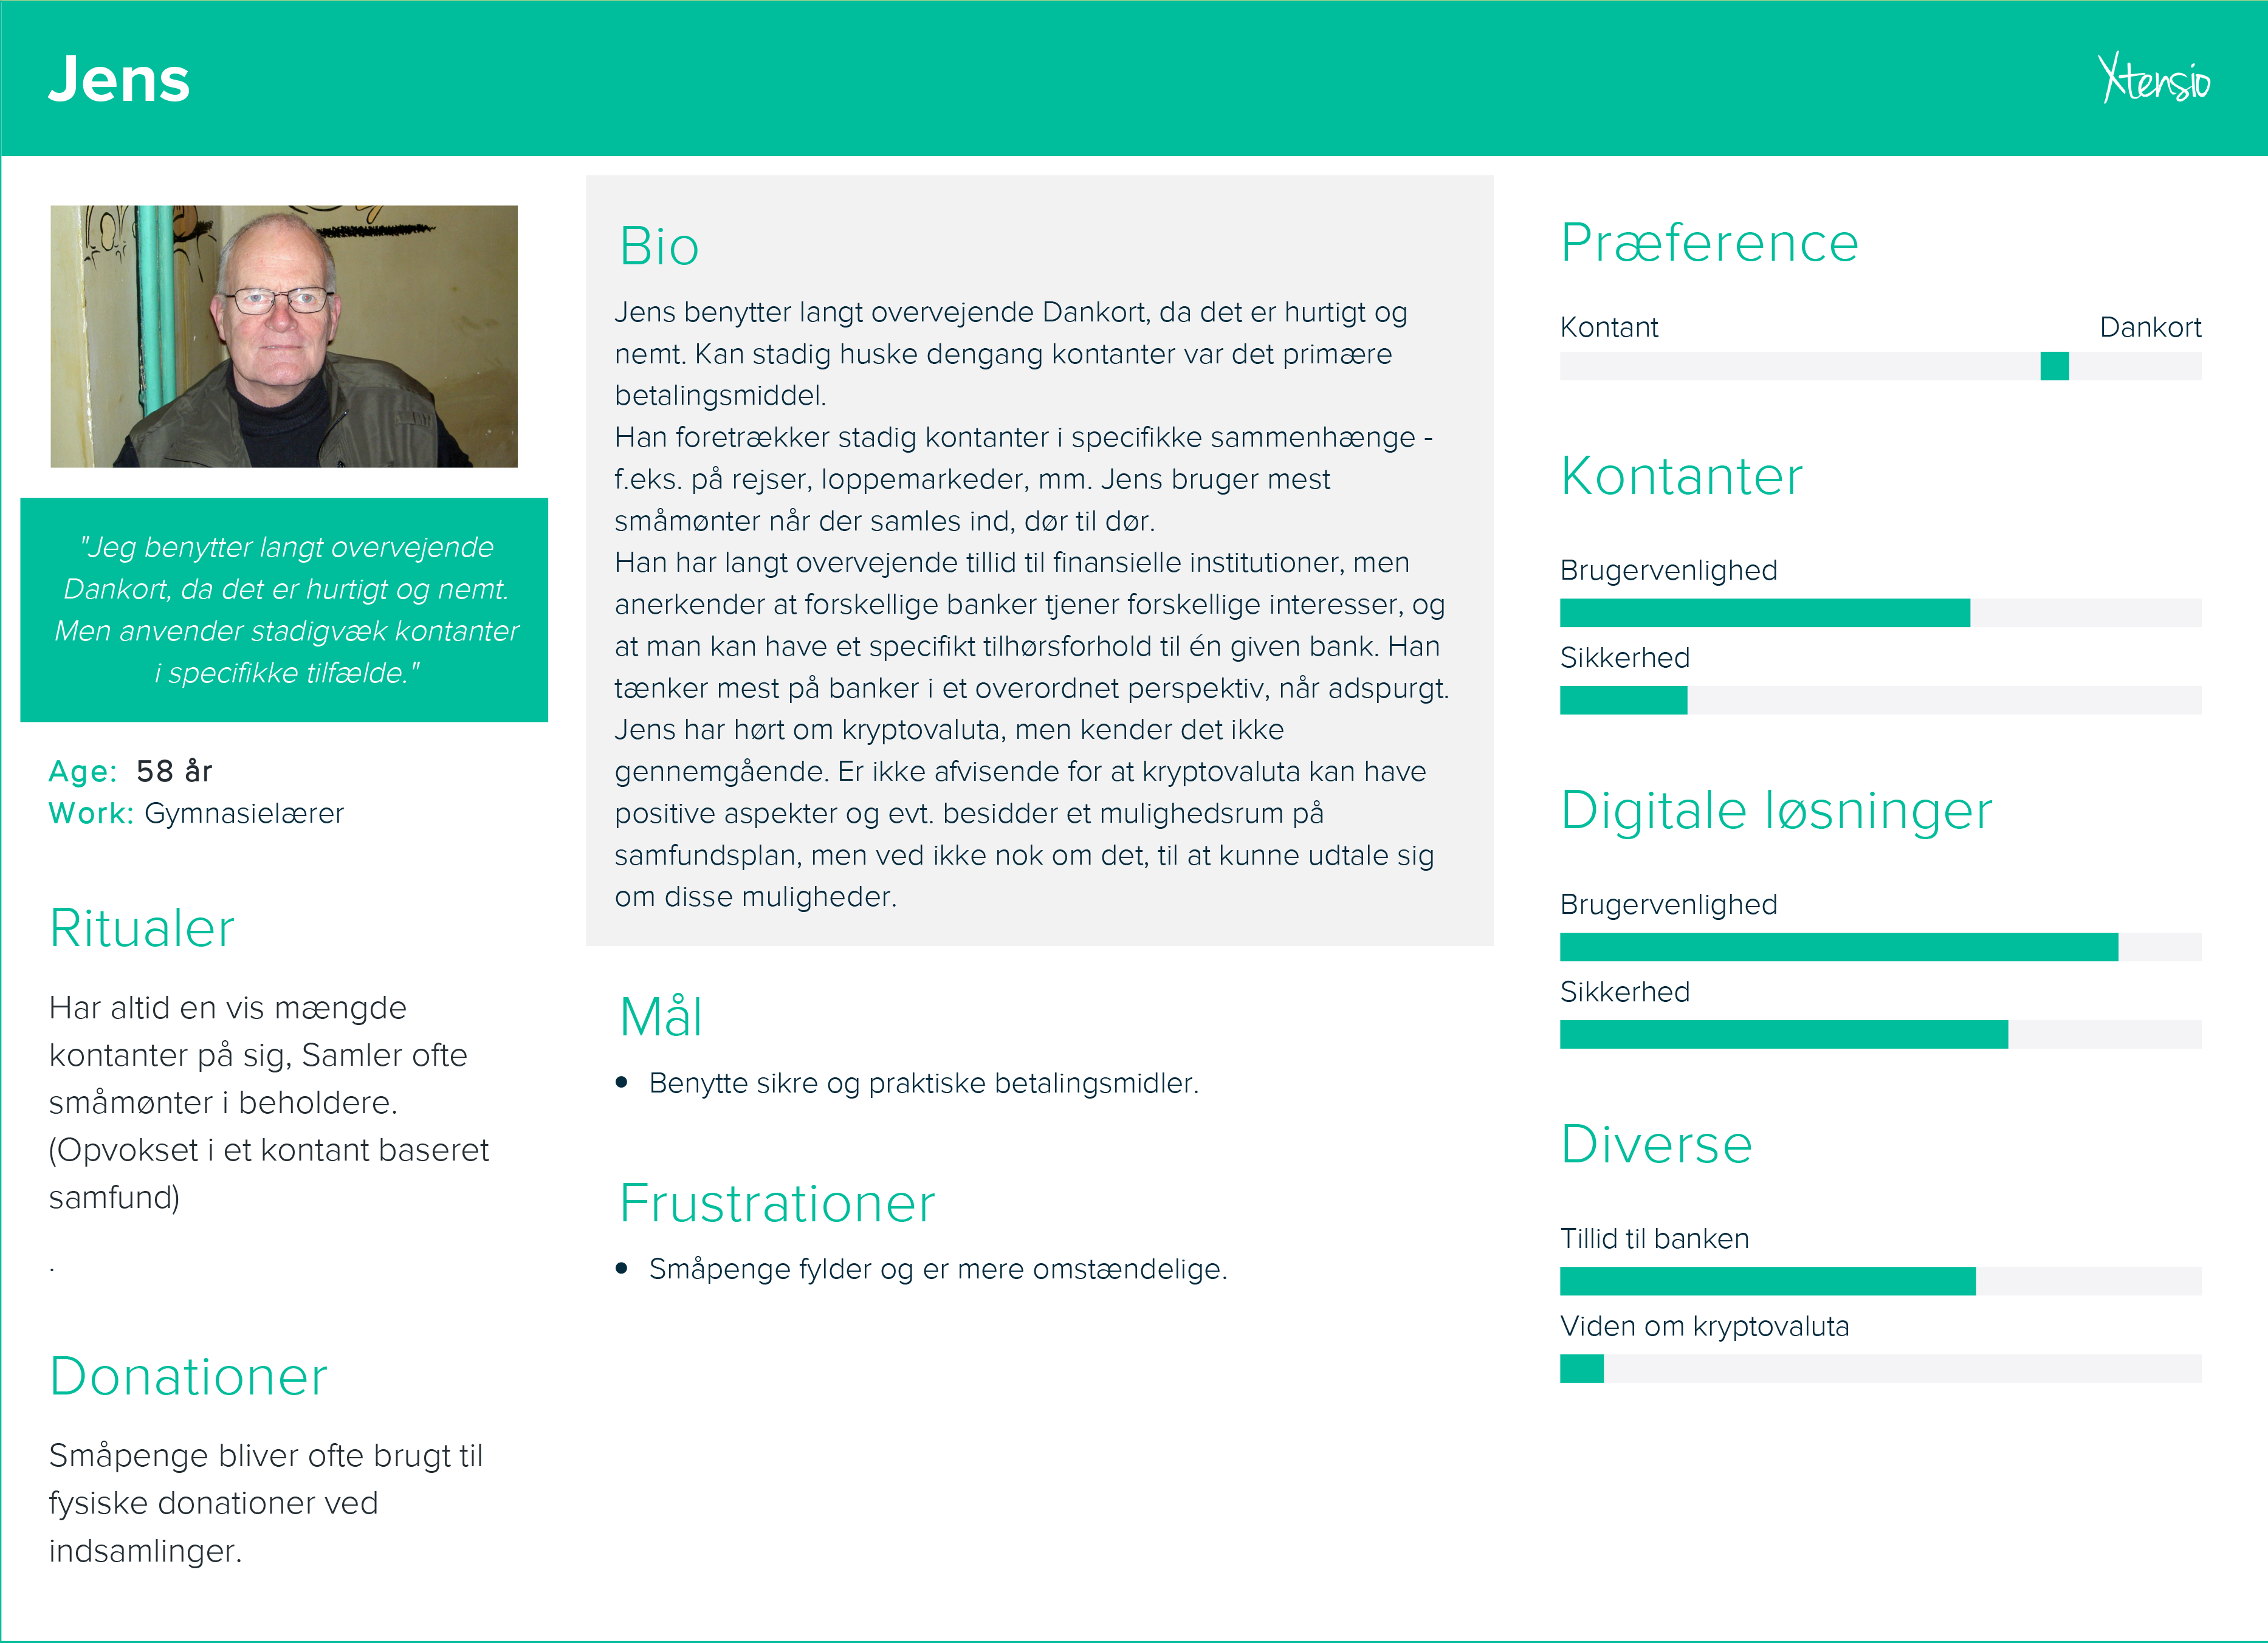 Jens
Xtensio
"Jeg benytter langt overvejende
Dankort, da det er hurtigt og nemt.
Men anvender stadigvæk kontanter
i specifikke tilfælde."
Age: 58 år
Work: Gymnasielærer
Ritualer
Har altid en vis mængde
kontanter på sig, Samler ofte
småmønter i beholdere.
(Opvokset i et kontant baseret
samfund)
.
Donationer
Småpenge bliver ofte brugt til
fysiske donationer ved
indsamlinger.
Bio
Jens benytter langt overvejende Dankort, da det er hurtigt og
nemt. Kan stadig huske dengang kontanter var det primære
betalingsmiddel.
Han foretrækker stadig kontanter i specifikke sammenhænge -
f.eks. på rejser, loppemarkeder, mm. Jens bruger mest
småmønter når der samles ind, dør til dør.
Han har langt overvejende tillid til finansielle institutioner, men
anerkender at forskellige banker tjener forskellige interesser, og
at man kan have et specifikt tilhørsforhold til én given bank. Han
tænker mest på banker i et overordnet perspektiv, når adspurgt.
Jens har hørt om kryptovaluta, men kender det ikke
gennemgående. Er ikke afvisende for at kryptovaluta kan have
positive aspekter og evt. besidder et mulighedsrum på
samfundsplan, men ved ikke nok om det, til at kunne udtale sig
om disse muligheder.
Mål
• Benytte sikre og praktiske betalingsmidler.
Frustrationer
• Småpenge fylder og er mere omstændelige.
Præference
Kontant Dankort
Kontanter
Brugervenlighed
Sikkerhed
Digitale løsninger
Brugervenlighed
Sikkerhed
Diverse
Tillid til banken
Viden om kryptovaluta